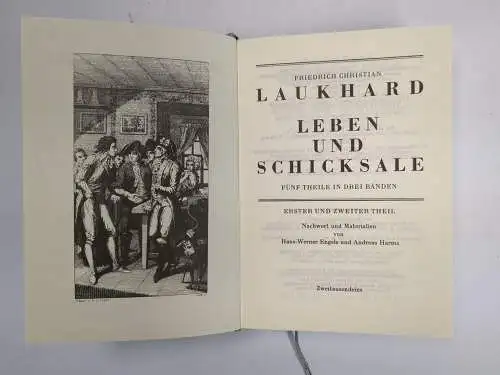 FRIEDRICH CHRISTIAN
LAUKHARD
LEBEN
UND
SCHICKSALE
FÜNF THEILE IN DREI BÄNDEN
ERSTER UND ZWEITER THEIL
Nachwort und Materialien
von
Hans-Werner Engels und Andreas Harms
Zweitausendeins